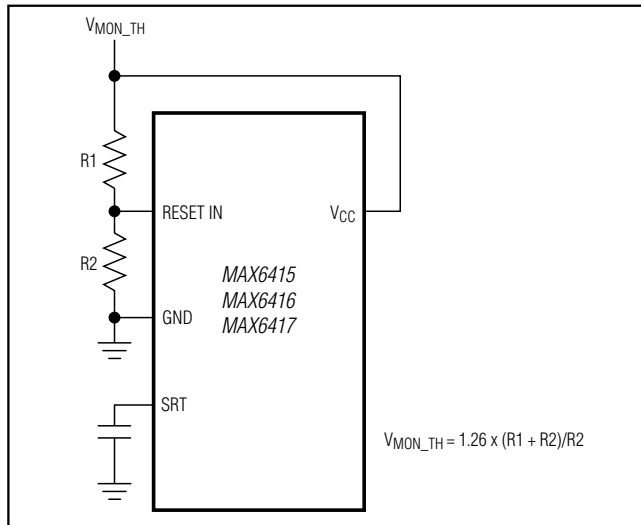 VMON_TH
R1
RESET IN
VCC
R2
MAX6415
MAX6416
MAX6417
GND
SRT
VMON_TH = 1.26 x (R1 + R2)/R2